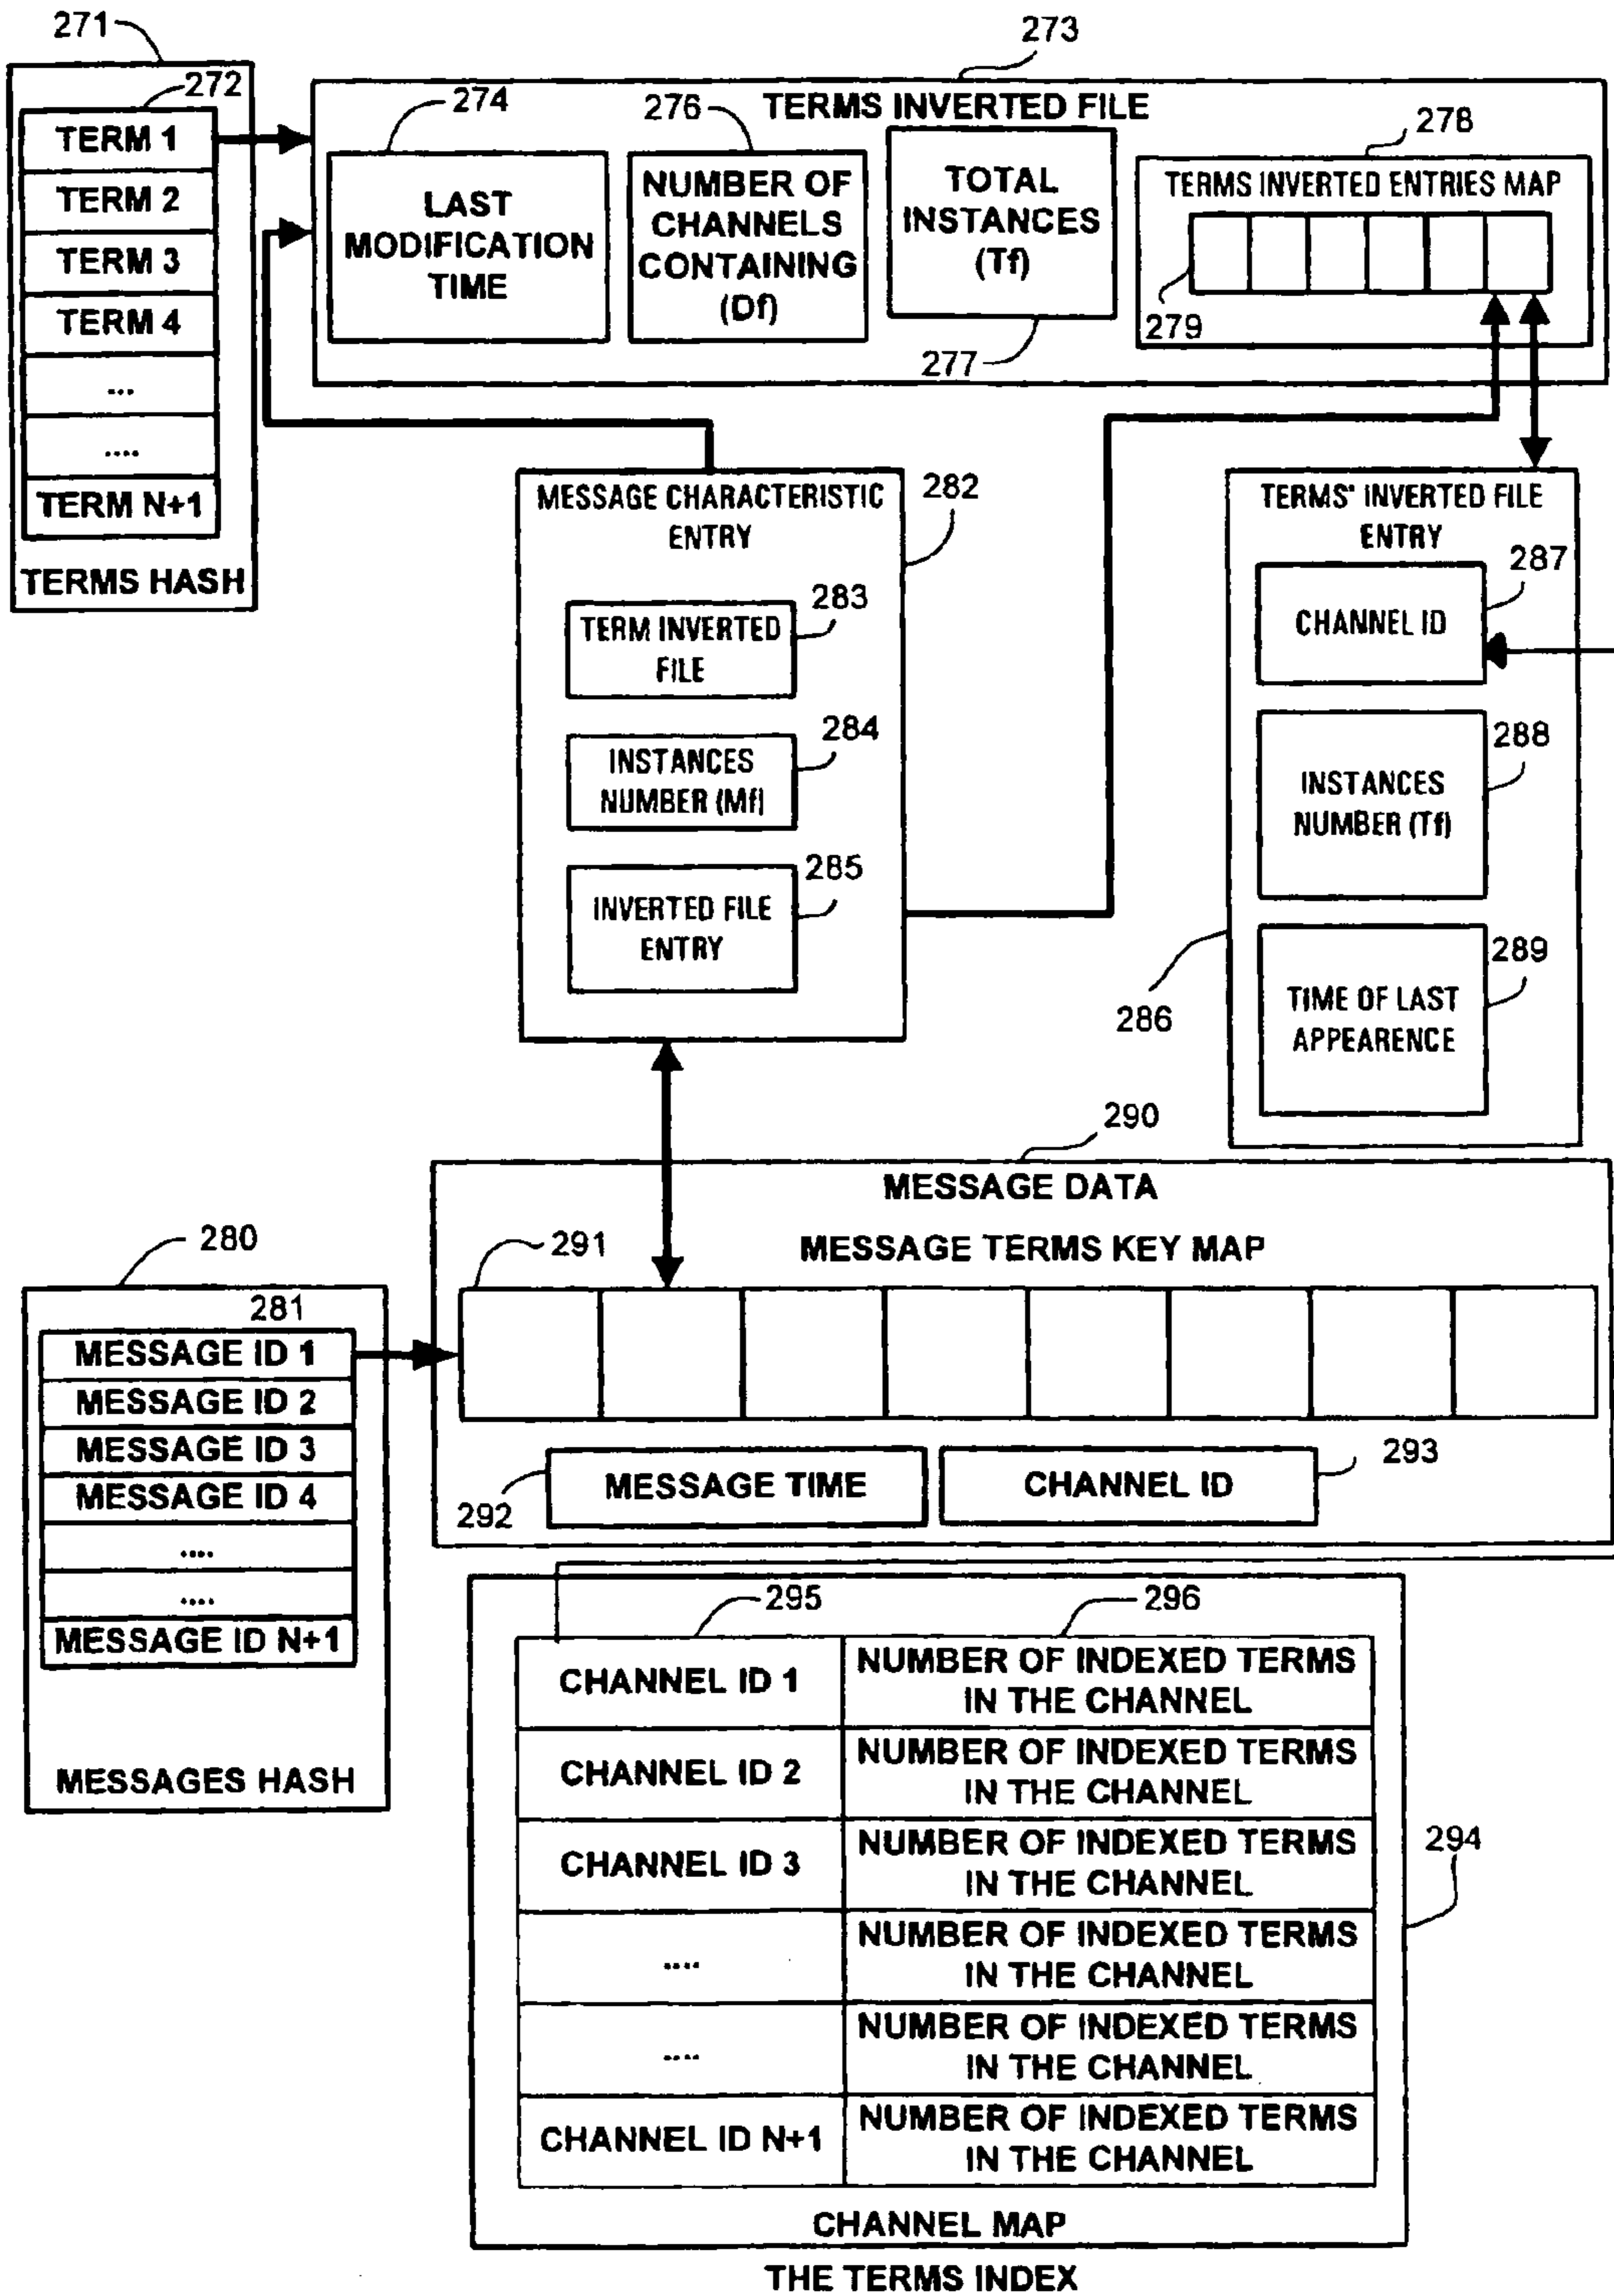 271
272
TERM 1
TERM 2
TERM 3
TERM 4
...
....
TERM N+1
TERMS HASH
273
TERMS INVERTED FILE
274
LAST
MODIFICATION
TIME
276
NUMBER OF
CHANNELS
CONTAINING
(Df)
TOTAL
INSTANCES
(Tf)
277
278
TERMS INVERTED ENTRIES MAP
279
282
MESSAGE CHARACTERISTIC
ENTRY
283
TERM INVERTED
FILE
284
INSTANCES
NUMBER (Mf)
285
INVERTED FILE
ENTRY
TERMS' INVERTED FILE
ENTRY
287
CHANNEL ID
288
INSTANCES
NUMBER (Tf)
289
TIME OF LAST
APPEARENCE
286
290
MESSAGE DATA
MESSAGE TERMS KEY MAP
291
280
281
MESSAGE ID 1
MESSAGE ID 2
MESSAGE ID 3
MESSAGE ID 4
....
....
MESSAGE ID N+1
MESSAGES HASH
292
MESSAGE TIME
CHANNEL ID
293
295
296
CHANNEL ID 1
NUMBER OF INDEXED TERMS
IN THE CHANNEL
CHANNEL ID 2
NUMBER OF INDEXED TERMS
IN THE CHANNEL
CHANNEL ID 3
NUMBER OF INDEXED TERMS
IN THE CHANNEL
....
NUMBER OF INDEXED TERMS
IN THE CHANNEL
....
NUMBER OF INDEXED TERMS
IN THE CHANNEL
CHANNEL ID N+1
NUMBER OF INDEXED TERMS
IN THE CHANNEL
294
CHANNEL MAP
THE TERMS INDEX